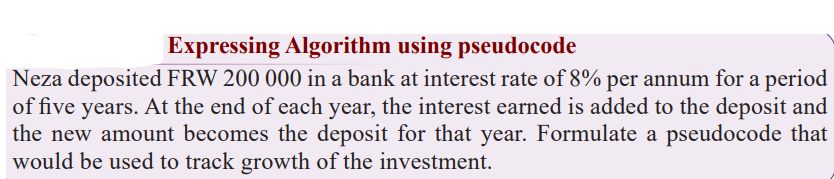 Expressing Algorithm using pseudocode
Neza deposited FRW 200 000 in a bank at interest rate of 8% per annum for a period
of five years. At the end of each year, the interest earned is added to the deposit and
the new amount becomes the deposit for that year. Formulate a pseudocode that
would be used to track growth of the investment.